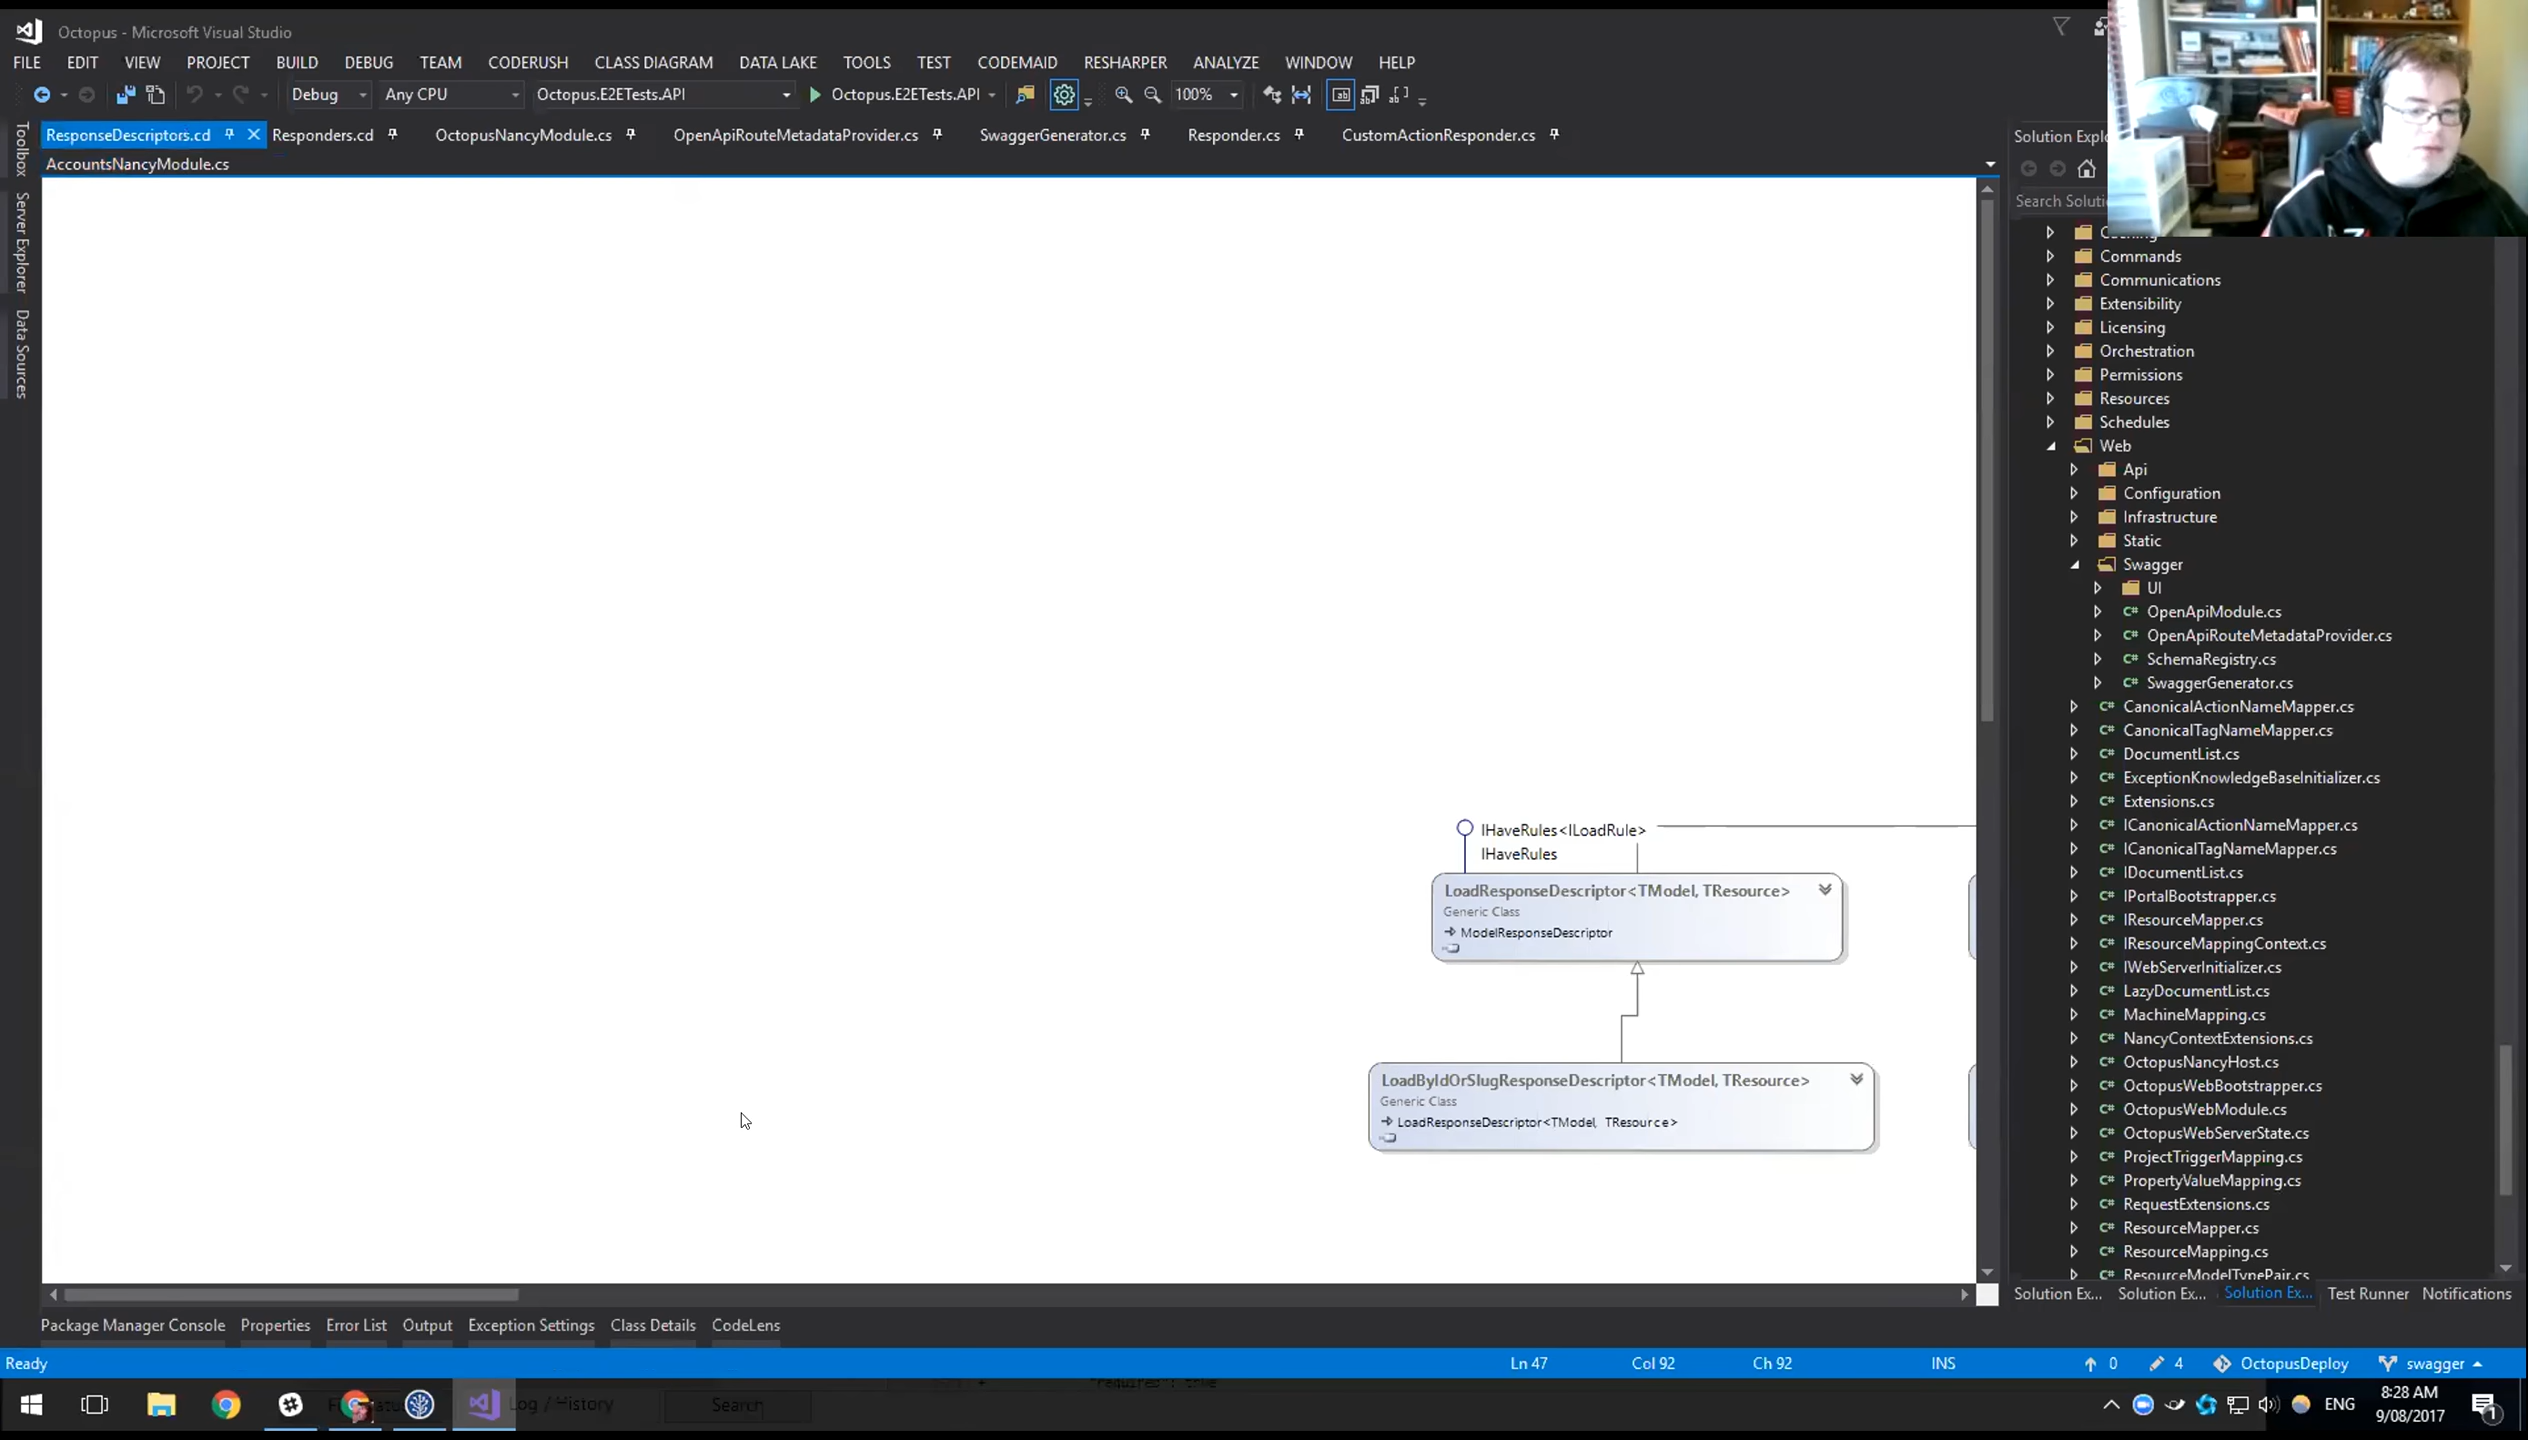 Octopus - Microsoft Visual Studio
FILE EDIT VIEW PROJECT BUILD DEBUG TEAM CODERUSH CLASS DIAGRAM DATA LAKE TOOLS TEST CODEMAID RESHARPER ANALYZE WINDOW HELP
Debug Any CPU Octopus.E2ETests.API Octopus.E2ETests.API 100%
ResponseDescriptors.cd Responders.cd OctopusNancyModule.cs OpenApiRouteMetadataProvider.cs SwaggerGenerator.cs Responder.cs CustomActionResponder.cs
AccountsNancyModule.cs
Toolbox
Server Explorer
Data Sources
IHaveRules<ILoadRule>
IHaveRules
LoadResponseDescriptor<TModel, TResource>
Generic Class
ModelResponseDescriptor
LoadByIdOrSlugResponseDescriptor<TModel, TResource>
Generic Class
LoadResponseDescriptor<TModel, TResource>
Solution Expl
Search Soluti
Commands
Communications
Extensibility
Licensing
Orchestration
Permissions
Resources
Schedules
Web
Api
Configuration
Infrastructure
Static
Swagger
UI
C# OpenApiModule.cs
C# OpenApiRouteMetadataProvider.cs
C# SchemaRegistry.cs
C# SwaggerGenerator.cs
C# CanonicalActionNameMapper.cs
C# CanonicalTagNameMapper.cs
C# DocumentList.cs
C# ExceptionKnowledgeBaseInitializer.cs
C# Extensions.cs
C# ICanonicalActionNameMapper.cs
C# ICanonicalTagNameMapper.cs
C# IDocumentList.cs
C# IPortalBootstrapper.cs
C# IResourceMapper.cs
C# IResourceMappingContext.cs
C# IWebServerInitializer.cs
C# LazyDocumentList.cs
C# MachineMapping.cs
C# NancyContextExtensions.cs
C# OctopusNancyHost.cs
C# OctopusWebBootstrapper.cs
C# OctopusWebModule.cs
C# OctopusWebServerState.cs
C# ProjectTriggerMapping.cs
C# PropertyValueMapping.cs
C# RequestExtensions.cs
C# ResourceMapper.cs
C# ResourceMapping.cs
C# ResourceModelTypePair.cs
Solution Ex... Solution Ex... Solution Ex... Test Runner Notifications
Package Manager Console Properties Error List Output Exception Settings Class Details CodeLens
Ready Ln 47 Col 92 Ch 92 INS 0 4 OctopusDeploy swagger
"required": true
Log / History Search
ENG 8:28 AM
9/08/2017
1